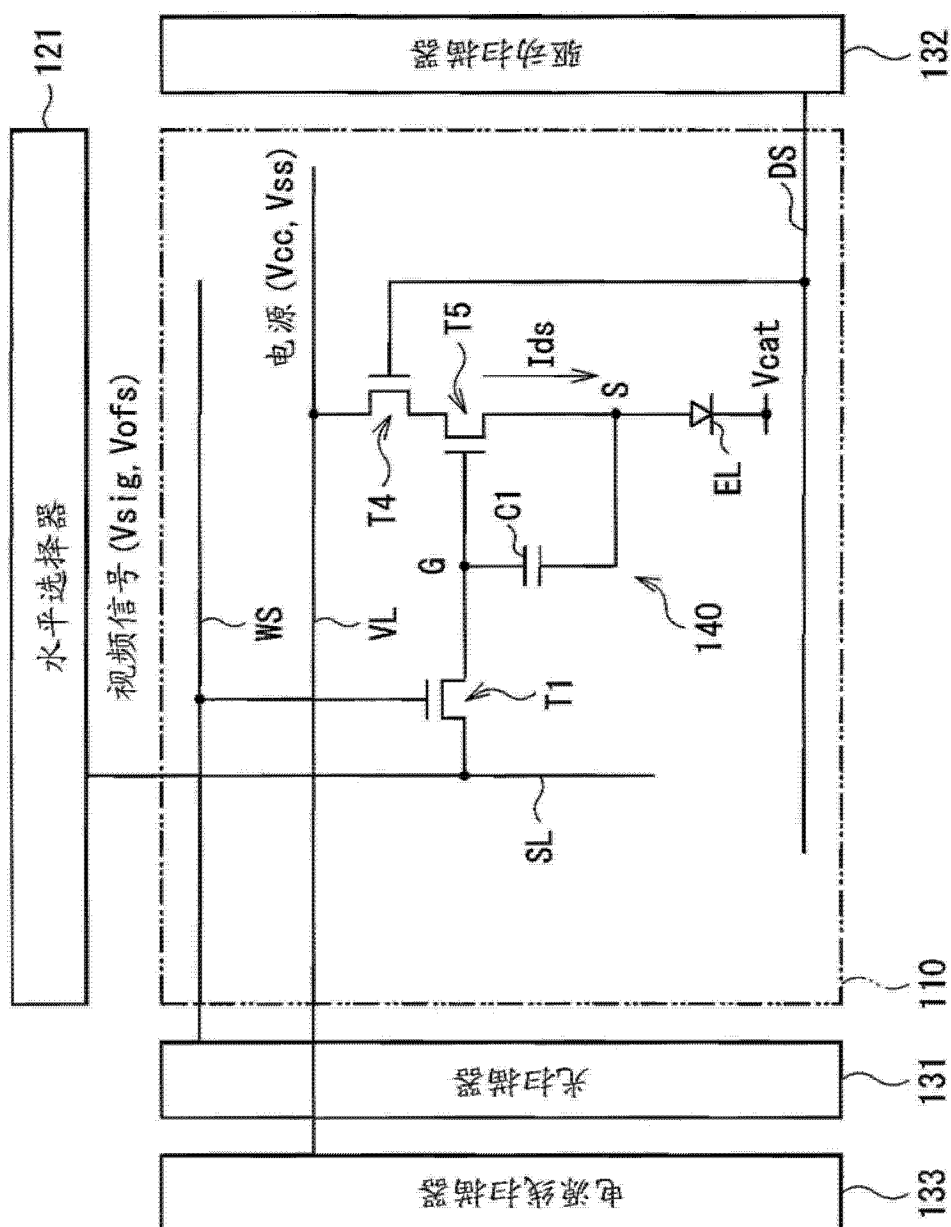 水平选择器
121
视频信号(Vsig, Vofs)
WS
电源(Vcc, Vss)
VL
T4
T5
Ids
G
C1
S
T1
SL
140
EL
Vcat
DS
110
电源线扫描器
133
光扫描器
131
驱动扫描器
132